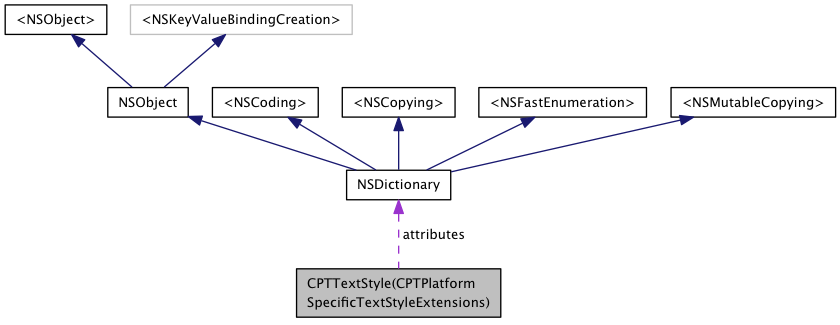 <NSObject>
<NSKeyValueBindingCreation>
NSObject
<NSCoding>
<NSCopying>
<NSFastEnumeration>
<NSMutableCopying>
NSDictionary
attributes
CPTTextStyle(CPTPlatform
SpecificTextStyleExtensions)